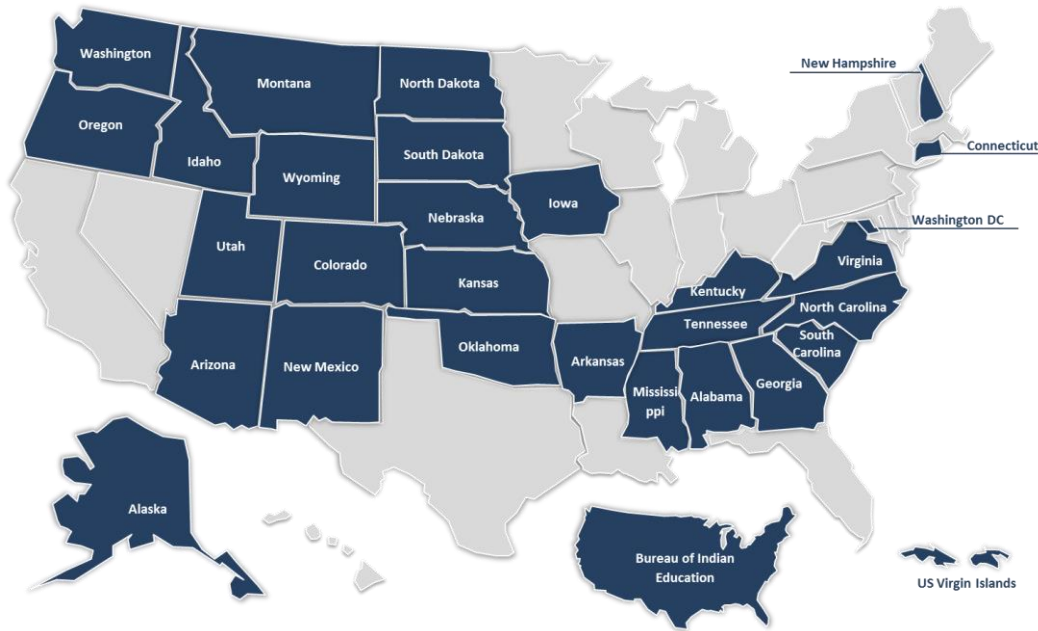 Washington
Montana
North Dakota
New Hampshire
Oregon
Connecticut
Idaho
South Dakota
Wyoming
Iowa
Nebraska
Washington DC
Utah
Colorado
Virginia
Kansas
Kentucky
North Carolina
Tennessee
South
Carolina
Oklahoma
Arkansas
Arizona
New Mexico
Georgia
Mississi
ppi
Alabama
Alaska
Bureau of Indian
Education
US Virgin Islands